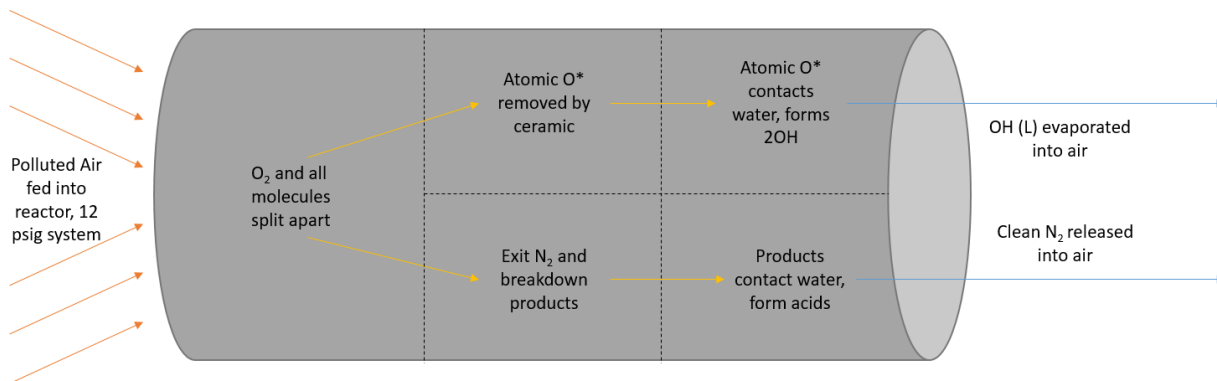 Polluted Air
fed into
reactor, 12
psig system
O₂ and all
molecules
split apart
Atomic O*
removed by
ceramic
Atomic O*
contacts
water, forms
2OH
OH (L) evaporated
into air
Exit N₂ and
breakdown
products
Products
contact water,
form acids
Clean N₂ released
into air